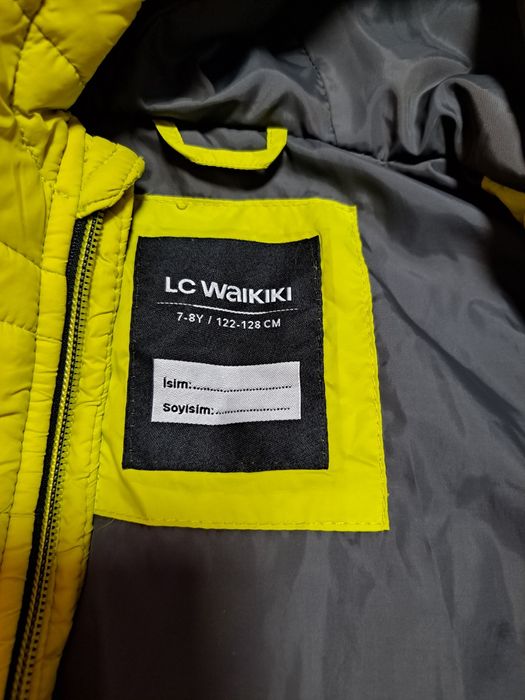 LC WAIKIKI
7-8Y / 122-128 CM
İsim:........................
Soyisim:..................